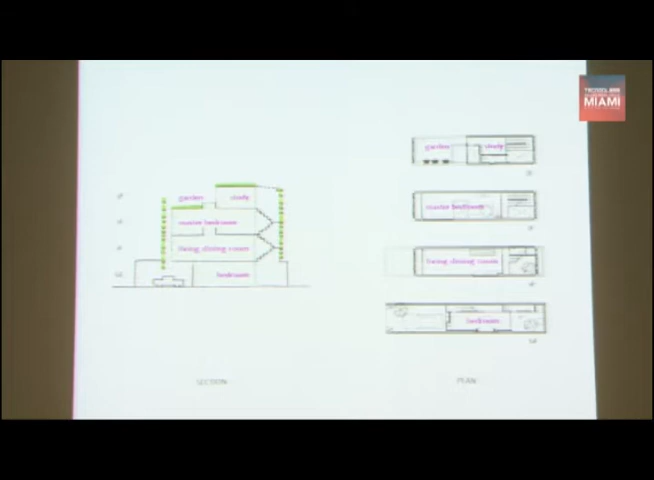 MIAMI
garden study
master bedroom
living dining room
bedroom
SECTION
garden study
master bedroom
living dining room
bedroom
PLAN